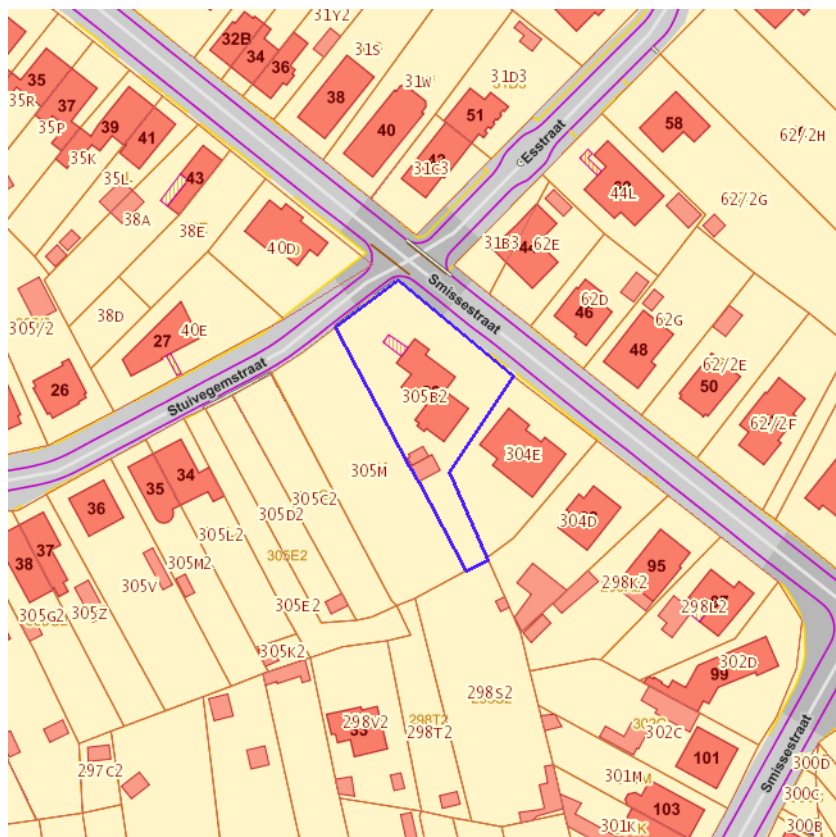 31Y2
32B
34
36
31S
35
35R
37
35P
39
41
35K
38
31W
40
31D3
51
31C3
Esstraat
58
62/2H
43
35L
38A
38E
40D
44L
62/2G
31B3
62E
Smissestraat
62D
46
62G
48
62/2E
50
62/2F
305/2
38D
40E
27
26
Stuivegemstraat
305B2
304E
305M
304D
34
35
36
305C2
305D2
305L2
305E2
305M2
305V
37
38
305Z
305G2
305E2
305K2
95
298K2
298L2
302D
99
302C
101
298S2
298V2
298T2
298T2
297C2
301M
103
301K
Smissestraat
300D
300C
300B